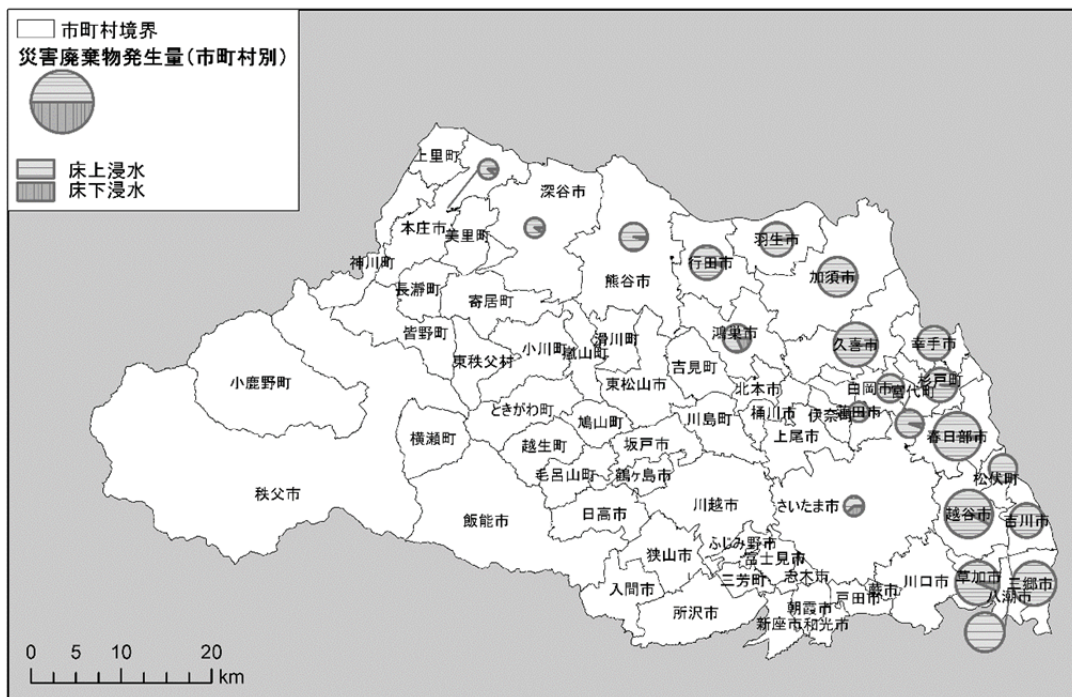 市町村境界
災害廃棄物発生量(市町村別)
床上浸水
床下浸水
上里町
深谷市
本庄市
美里町
神川町
熊谷市
行田市
羽生市
加須市
長瀞町
寄居町
皆野町
東秩父村
小川町
嵐山町
滑川町
吉見町
鴻巣市
久喜市
幸手市
小鹿野町
東松山市
北本市
白岡市
宮代町
杉戸町
ときがわ町
鳩山町
川島町
桶川市
伊奈町
蓮田市
横瀬町
越生町
坂戸市
上尾市
春日部市
毛呂山町
鶴ヶ島市
松伏町
秩父市
飯能市
日高市
川越市
さいたま市
越谷市
吉川市
狭山市
ふじみ野市
富士見市
入間市
三芳町
志木市
蕨市
川口市
草加市
三郷市
八潮市
所沢市
朝霞市
戸田市
新座市
和光市
0 5 10 20
km